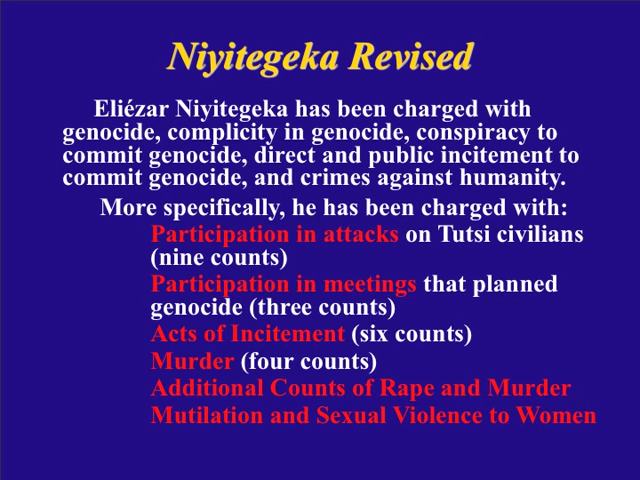 Niyitegeka Revised
Eliézar Niyitegeka has been charged with
genocide, complicity in genocide, conspiracy to
commit genocide, direct and public incitement to
commit genocide, and crimes against humanity.
More specifically, he has been charged with:
Participation in attacks on Tutsi civilians
(nine counts)
Participation in meetings that planned
genocide (three counts)
Acts of Incitement (six counts)
Murder (four counts)
Additional Counts of Rape and Murder
Mutilation and Sexual Violence to Women